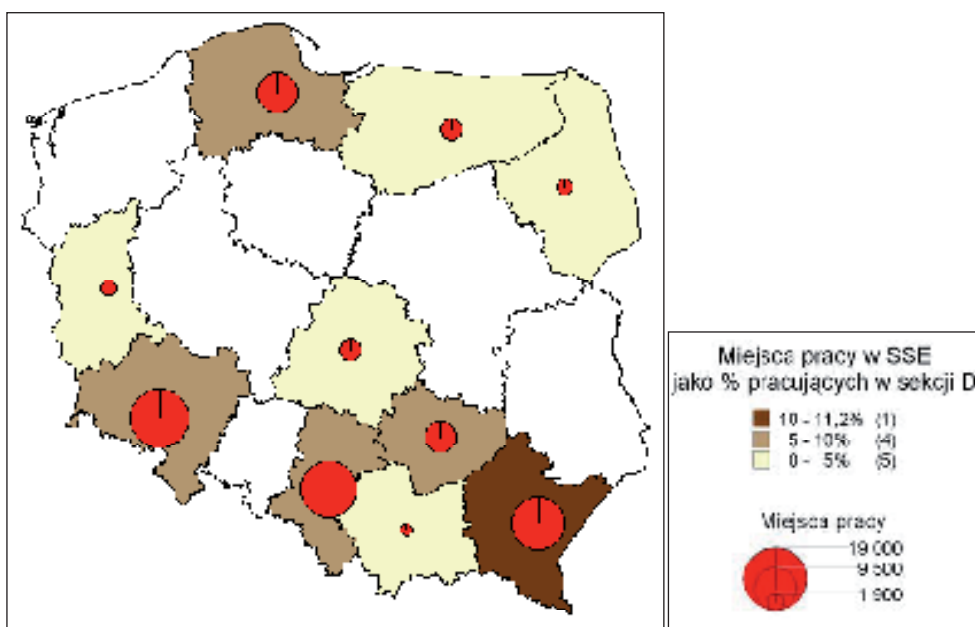 Miejsca pracy w SSE
jako % pracujących w sekcji D
10 - 11,2% (1)
5 - 10% (4)
0 - 5% (5)
Miejsca pracy
19 000
9 500
1 900